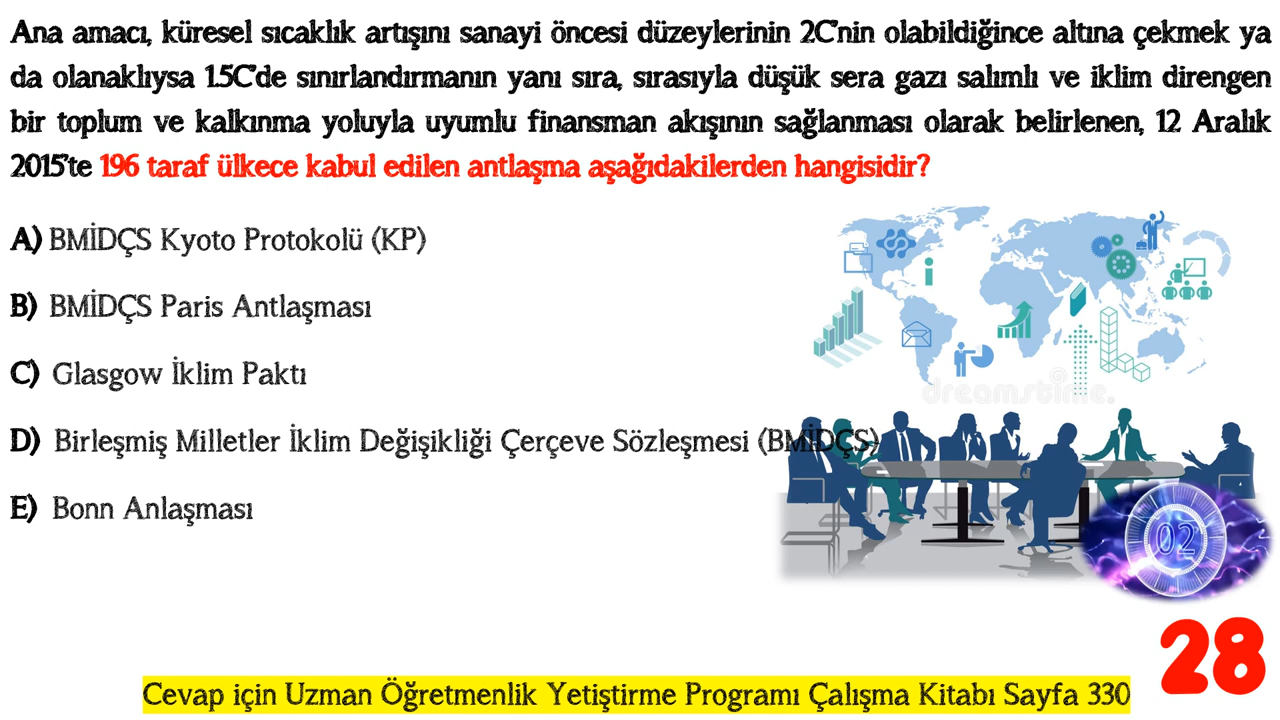 Ana amacı, küresel sıcaklık artışını sanayi öncesi düzeylerinin 2C'nin olabildiğince altına çekmek ya
da olanaklıysa 1.5C'de sınırlandırmanın yanı sıra, sırasıyla düşük sera gazı salımlı ve iklim direngen
bir toplum ve kalkınma yoluyla uyumlu finansman akışının sağlanması olarak belirlenen, 12 Aralık
2015'te 196 taraf ülkece kabul edilen antlaşma aşağıdakilerden hangisidir?
A) BMİDÇS Kyoto Protokolü (KP)
B) BMİDÇS Paris Antlaşması
C) Glasgow İklim Paktı
D) Birleşmiş Milletler İklim Değişikliği Çerçeve Sözleşmesi (BMİDÇS)
E) Bonn Anlaşması
dreamstime.
02
28
Cevap için Uzman Öğretmenlik Yetiştirme Programı Çalışma Kitabı Sayfa 330